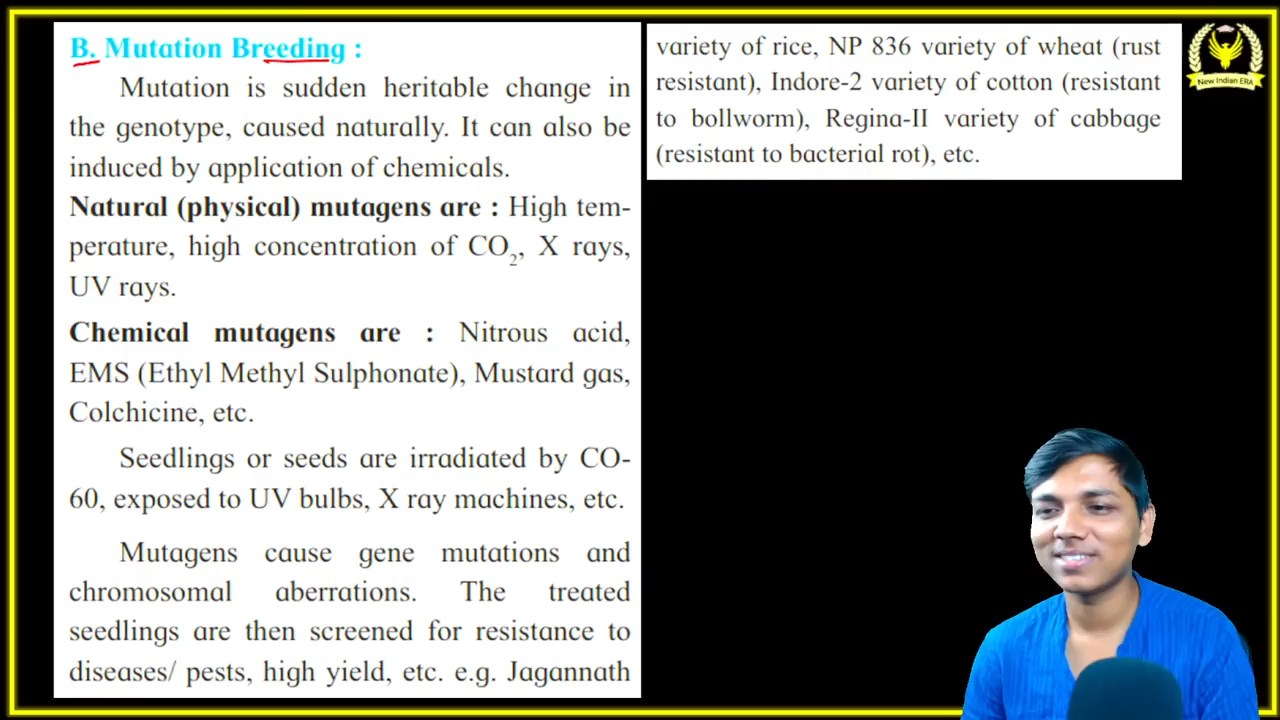 B. Mutation Breeding :
Mutation is sudden heritable change in
the genotype, caused naturally. It can also be
induced by application of chemicals.
Natural (physical) mutagens are : High tem-
perature, high concentration of CO₂, X rays,
UV rays.
Chemical mutagens are : Nitrous acid,
EMS (Ethyl Methyl Sulphonate), Mustard gas,
Colchicine, etc.
Seedlings or seeds are irradiated by CO-
60, exposed to UV bulbs, X ray machines, etc.
Mutagens cause gene mutations and
chromosomal aberrations. The treated
seedlings are then screened for resistance to
diseases/ pests, high yield, etc. e.g. Jagannath
variety of rice, NP 836 variety of wheat (rust
resistant), Indore-2 variety of cotton (resistant
to bollworm), Regina-II variety of cabbage
(resistant to bacterial rot), etc.
New Indian ERA